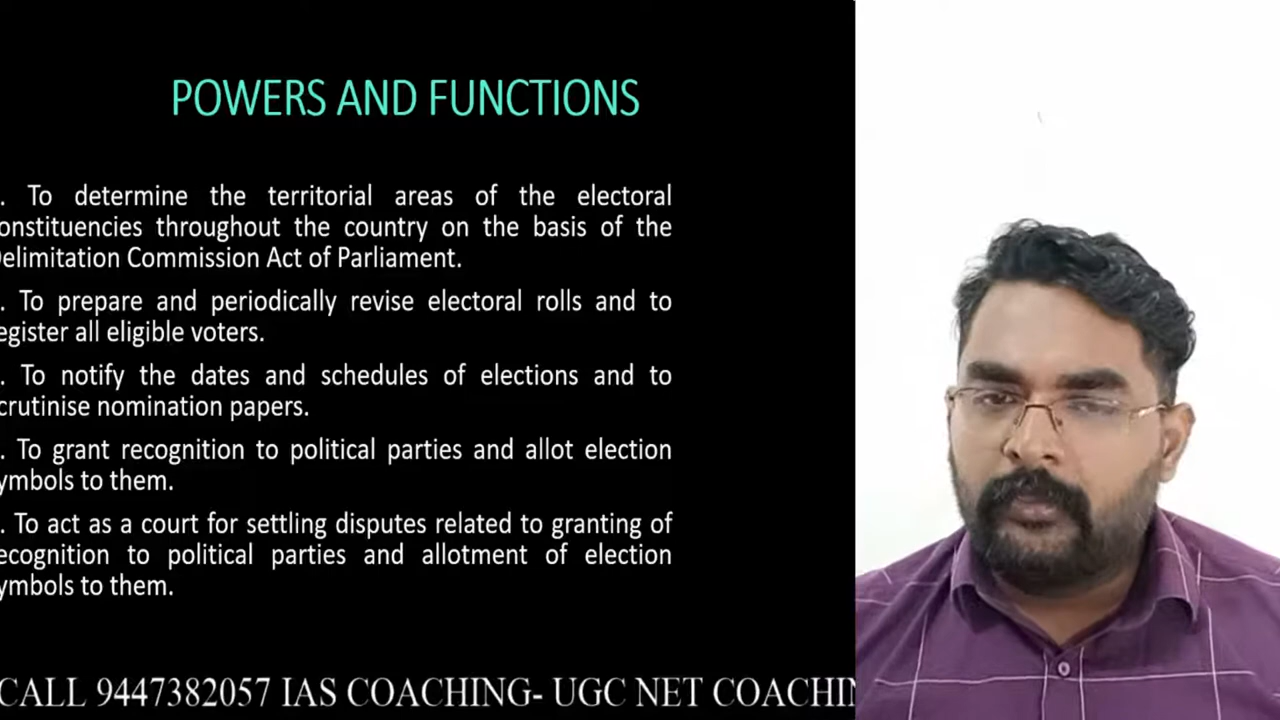 POWERS AND FUNCTIONS
. To determine the territorial areas of the electoral
onstituencies throughout the country on the basis of the
elimitation Commission Act of Parliament.
. To prepare and periodically revise electoral rolls and to
egister all eligible voters.
. To notify the dates and schedules of elections and to
crutinise nomination papers.
. To grant recognition to political parties and allot election
ymbols to them.
. To act as a court for settling disputes related to granting of
ecognition to political parties and allotment of election
ymbols to them.
CALL 9447382057 IAS COACHING- UGC NET COACHIN